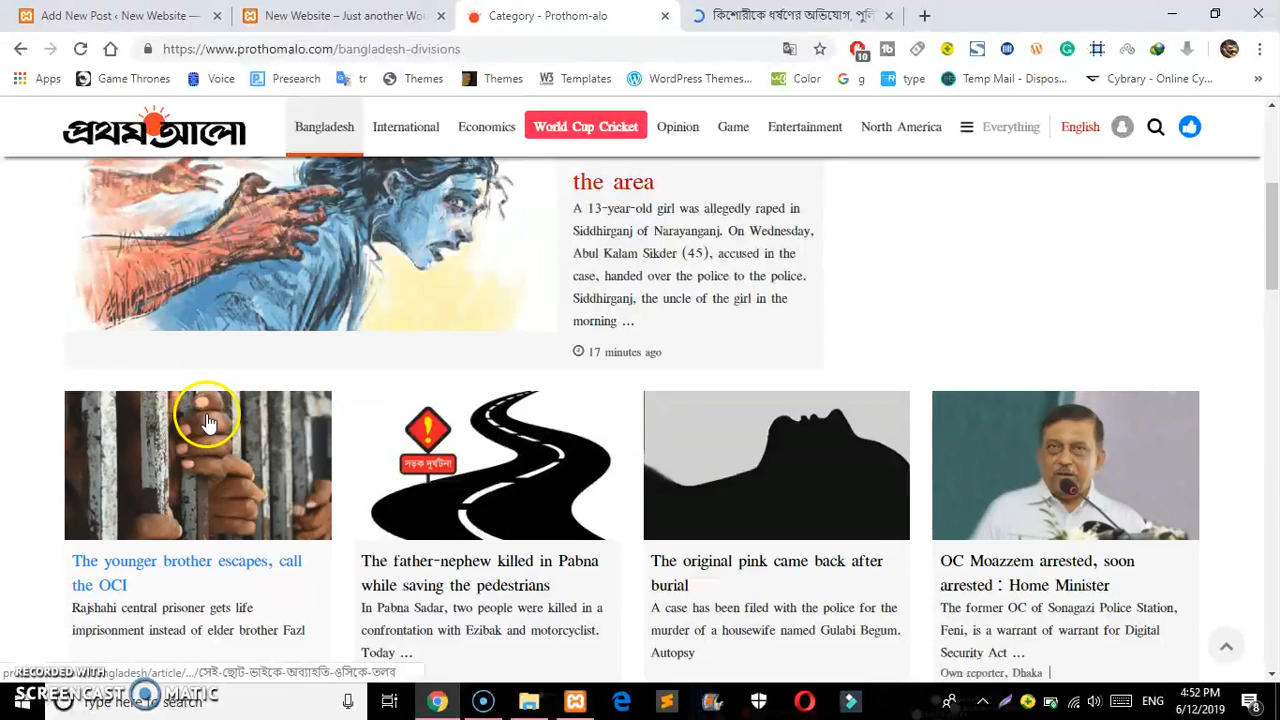 Add New Post ‹ New Website —
New Website – Just another Wor
Category - Prothom-alo
কিশোরীকে ধর্ষণের অভিযোগ, পুলি
https://www.prothomalo.com/bangladesh-divisions
10
Apps
Game Thrones
Voice
Presearch
tr
Themes
Themes
Templates
WordPress Themes...
Color
g
type
Temp Mail - Dispos...
Cybrary - Online Cy...
প্রথম আলো
Bangladesh
International
Economics
World Cup Cricket
Opinion
Game
Entertainment
North America
Everything
English
the area
A 13-year-old girl was allegedly raped in
Siddhirganj of Narayanganj. On Wednesday,
Abul Kalam Sikder (45), accused in the
case, handed over the police to the police.
Siddhirganj, the uncle of the girl in the
morning ...
17 minutes ago
সড়ক দুর্ঘটনা
The younger brother escapes, call
the OCI
Rajshahi central prisoner gets life
imprisonment instead of elder brother Fazl
The father-nephew killed in Pabna
while saving the pedestrians
In Pabna Sadar, two people were killed in a
confrontation with Ezibak and motorcyclist.
Today ...
The original pink came back after
burial
A case has been filed with the police for the
murder of a housewife named Gulabi Begum.
Autopsy
OC Moazzem arrested, soon
arrested : Home Minister
The former OC of Sonagazi Police Station,
Feni, is a warrant of warrant for Digital
Security Act ...
Own reporter, Dhaka
angladesh/article/.../সেই-ছোট-ভাইকে-অব্যাহতি-ওসিকে-তলব
RECORDED WITH
SCREENCAST MATIC
Type here to search
ENG
4:52 PM
6/12/2019
8